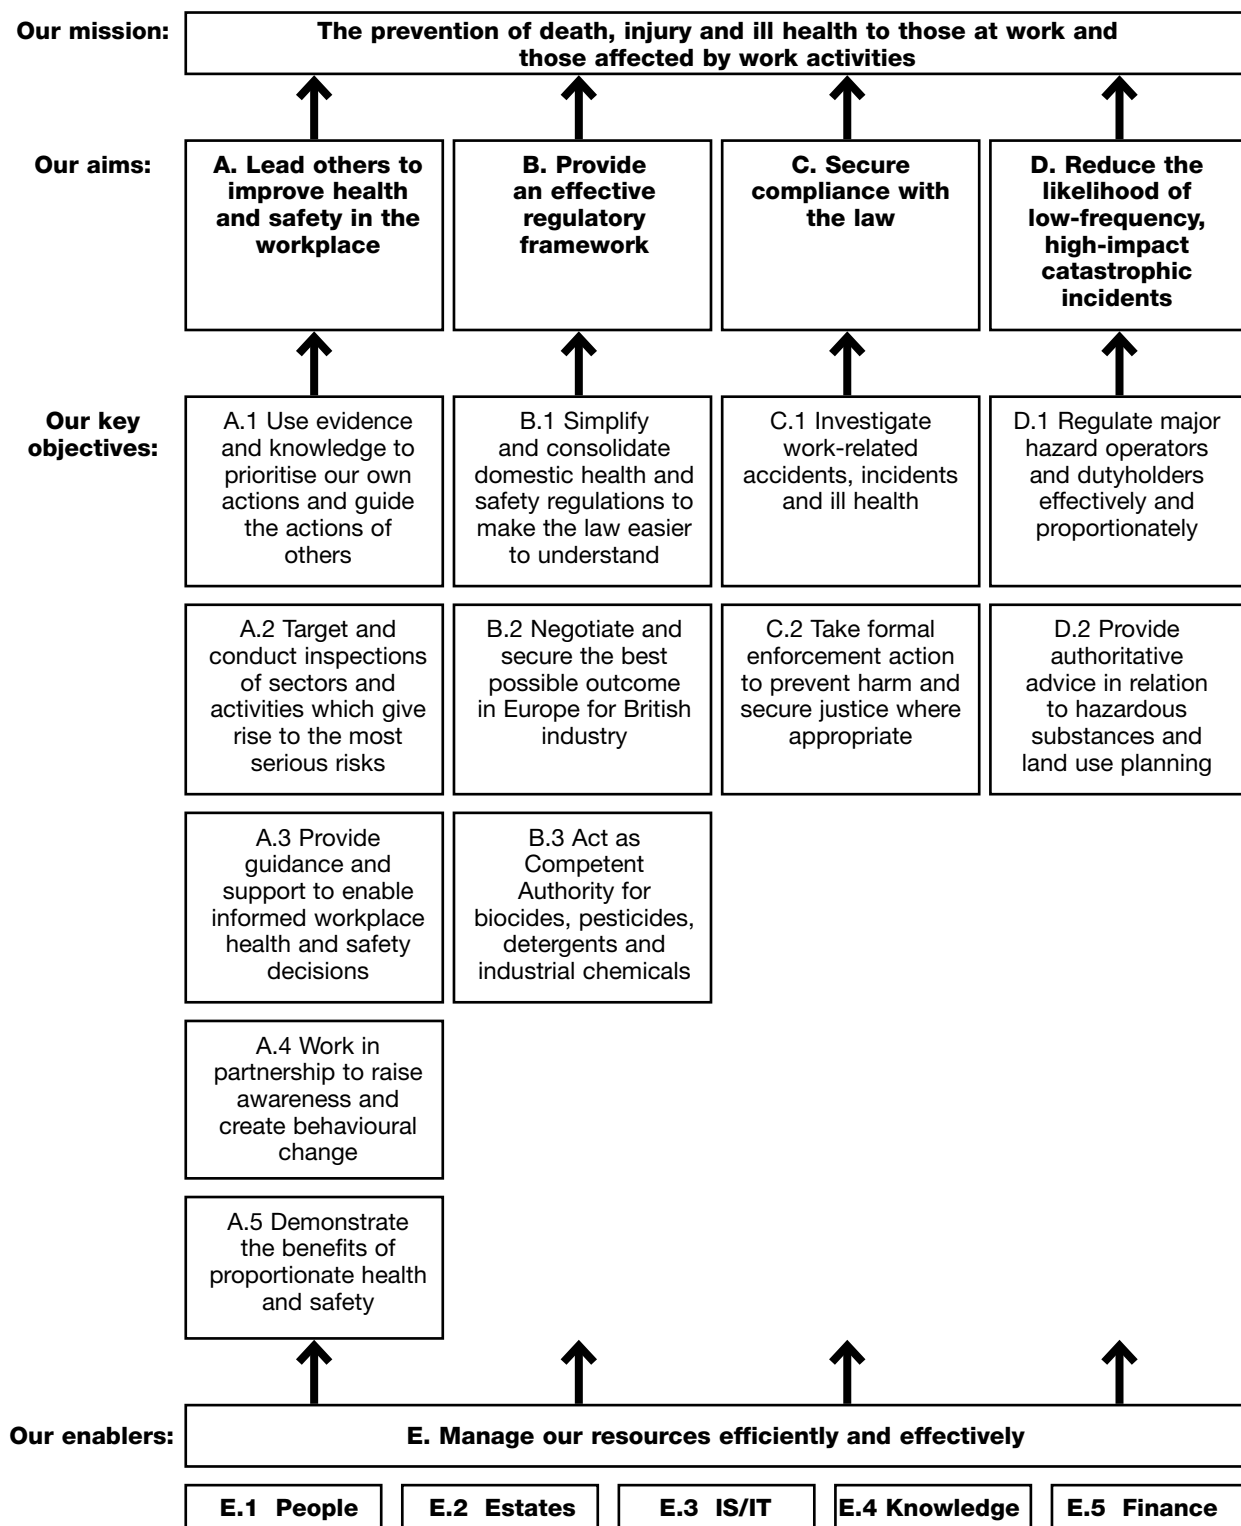 Our mission:
The prevention of death, injury and ill health to those at work and
those affected by work activities
Our aims:
A. Lead others to
improve health
and safety in the
workplace
B. Provide
an effective
regulatory
framework
C. Secure
compliance with
the law
D. Reduce the
likelihood of
low-frequency,
high-impact
catastrophic
incidents
Our key
objectives:
A.1 Use evidence
and knowledge to
prioritise our own
actions and guide
the actions of
others
B.1 Simplify
and consolidate
domestic health and
safety regulations to
make the law easier
to understand
C.1 Investigate
work-related
accidents, incidents
and ill health
D.1 Regulate major
hazard operators
and dutyholders
effectively and
proportionately
A.2 Target and
conduct inspections
of sectors and
activities which give
rise to the most
serious risks
B.2 Negotiate and
secure the best
possible outcome
in Europe for British
industry
C.2 Take formal
enforcement action
to prevent harm and
secure justice where
appropriate
D.2 Provide
authoritative
advice in relation
to hazardous
substances and
land use planning
A.3 Provide
guidance and
support to enable
informed workplace
health and safety
decisions
B.3 Act as
Competent
Authority for
biocides, pesticides,
detergents and
industrial chemicals
A.4 Work in
partnership to raise
awareness and
create behavioural
change
A.5 Demonstrate
the benefits of
proportionate health
and safety
Our enablers:
E. Manage our resources efficiently and effectively
E.1 People
E.2 Estates
E.3 IS/IT
E.4 Knowledge
E.5 Finance